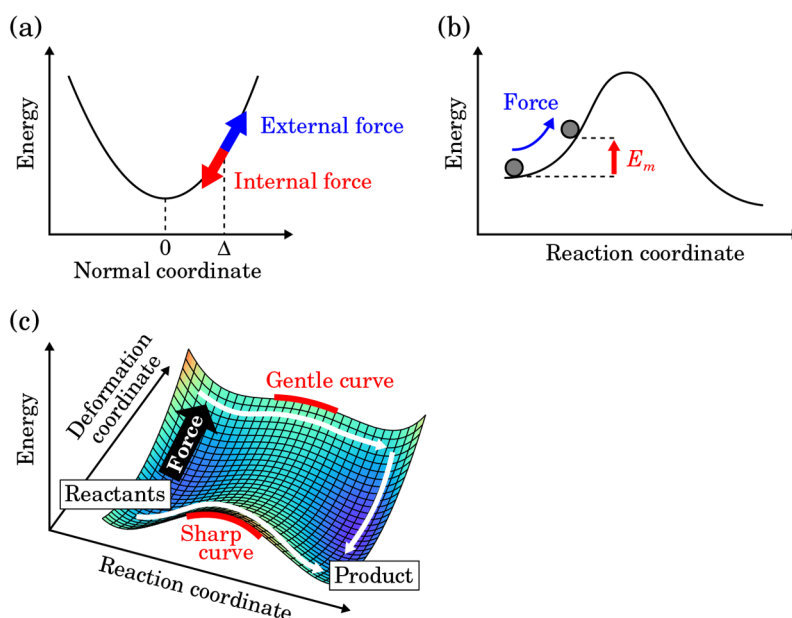 (a)
Energy
External force
Internal force
0
Δ
Normal coordinate
(b)
Energy
Force
E_m
Reaction coordinate
(c)
Energy
Deformation
coordinate
Gentle curve
Force
Reactants
Sharp
curve
Product
Reaction coordinate